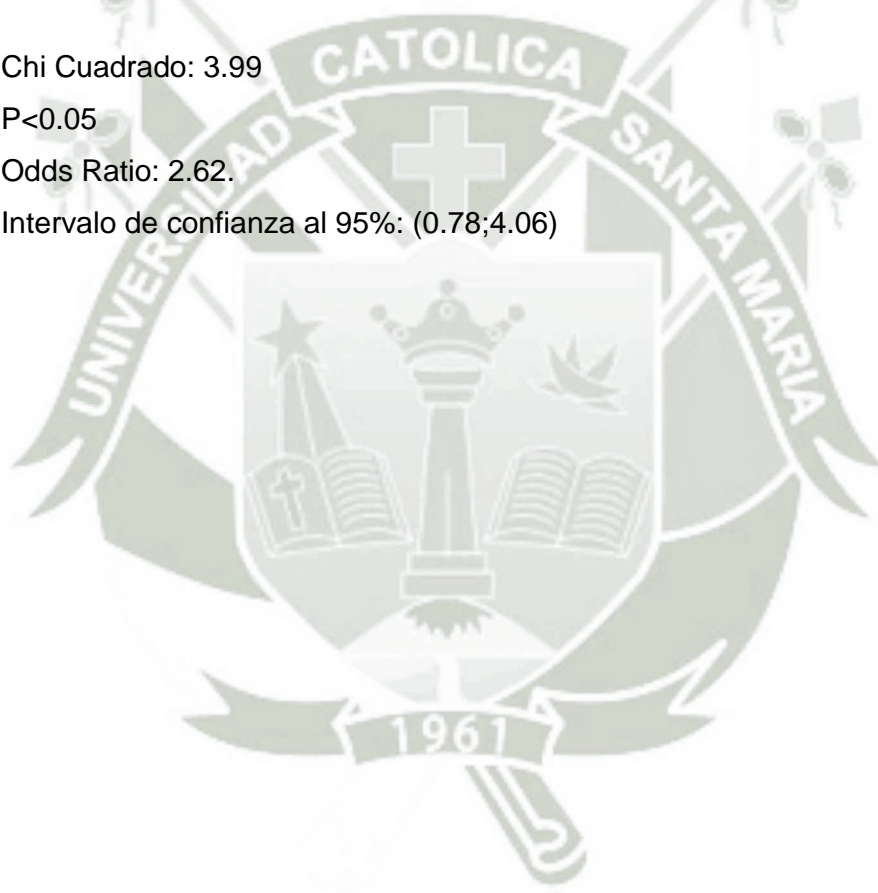 Chi Cuadrado: 3.99
P<0.05
Odds Ratio: 2.62.
Intervalo de confianza al 95%: (0.78;4.06)
UNIVERSIDAD CATOLICA SANTA MARIA
1961